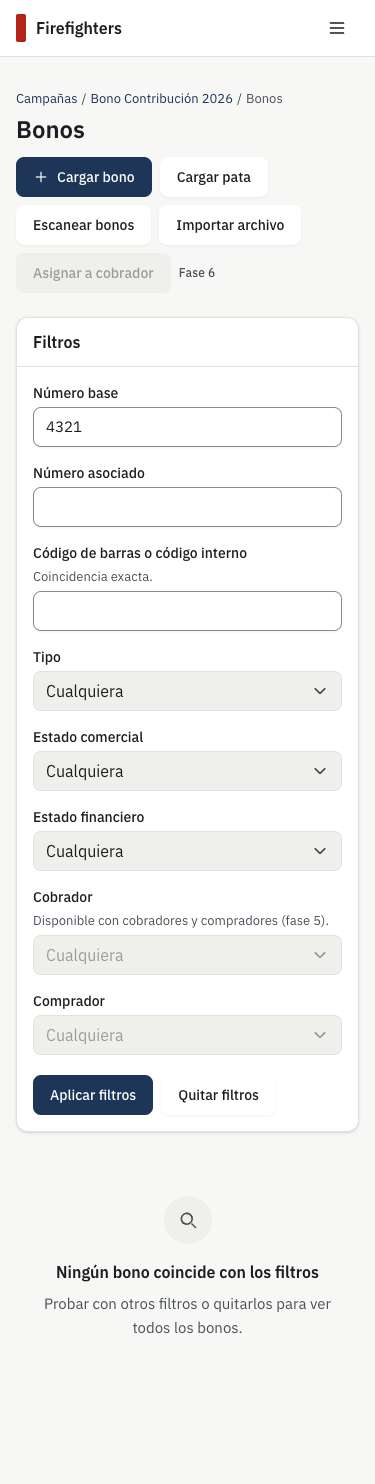 Firefighters
Campañas / Bono Contribución 2026 / Bonos
Bonos
Cargar bono
Cargar pata
Escanear bonos
Importar archivo
Asignar a cobrador
Fase 6
Filtros
Número base
4321
Número asociado
Código de barras o código interno
Coincidencia exacta.
Tipo
Cualquiera
Estado comercial
Cualquiera
Estado financiero
Cualquiera
Cobrador
Disponible con cobradores y compradores (fase 5).
Cualquiera
Comprador
Cualquiera
Aplicar filtros
Quitar filtros
Ningún bono coincide con los filtros
Probar con otros filtros o quitarlos para ver
todos los bonos.